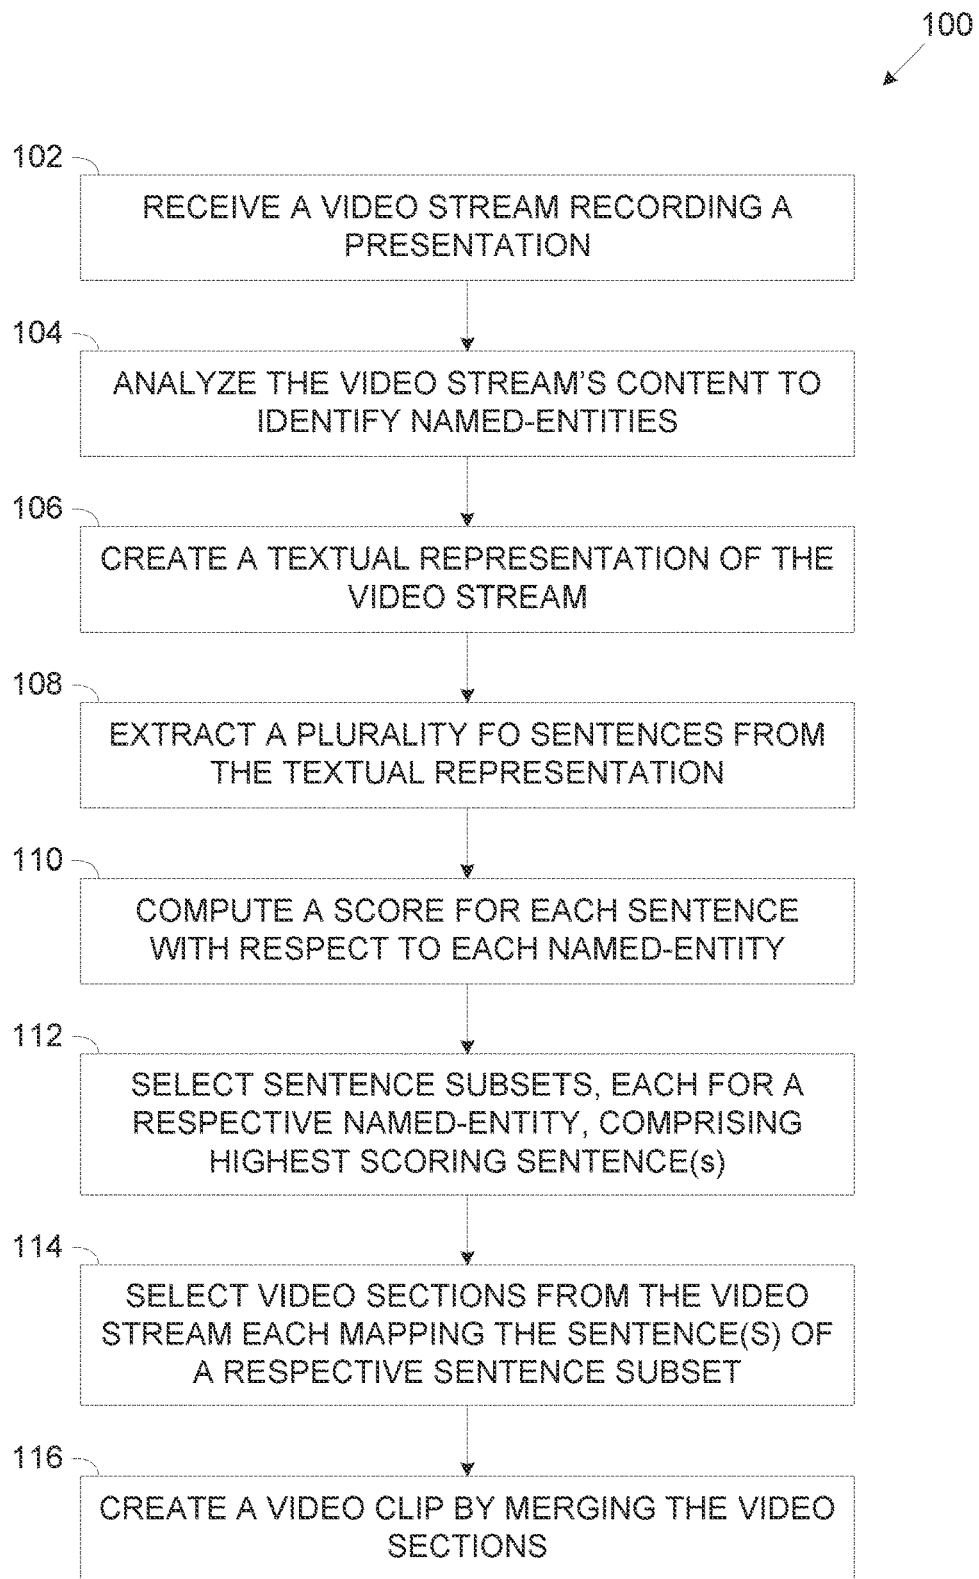 100
102
RECEIVE A VIDEO STREAM RECORDING A
PRESENTATION
104
ANALYZE THE VIDEO STREAM'S CONTENT TO
IDENTIFY NAMED-ENTITIES
106
CREATE A TEXTUAL REPRESENTATION OF THE
VIDEO STREAM
108
EXTRACT A PLURALITY FO SENTENCES FROM
THE TEXTUAL REPRESENTATION
110
COMPUTE A SCORE FOR EACH SENTENCE
WITH RESPECT TO EACH NAMED-ENTITY
112
SELECT SENTENCE SUBSETS, EACH FOR A
RESPECTIVE NAMED-ENTITY, COMPRISING
HIGHEST SCORING SENTENCE(s)
114
SELECT VIDEO SECTIONS FROM THE VIDEO
STREAM EACH MAPPING THE SENTENCE(S) OF
A RESPECTIVE SENTENCE SUBSET
116
CREATE A VIDEO CLIP BY MERGING THE VIDEO
SECTIONS